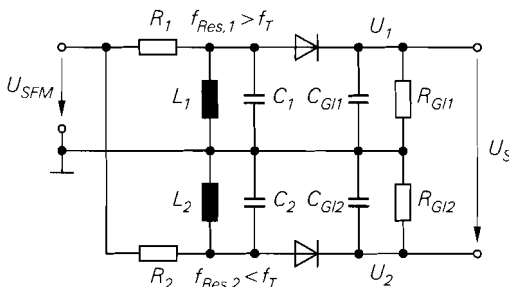 R1 fRes,1 > fT U1
USFM
L1 C1 CGl1 RGl1
US
L2 C2 CGl2 RGl2
R2 fRes,2 < fT U2